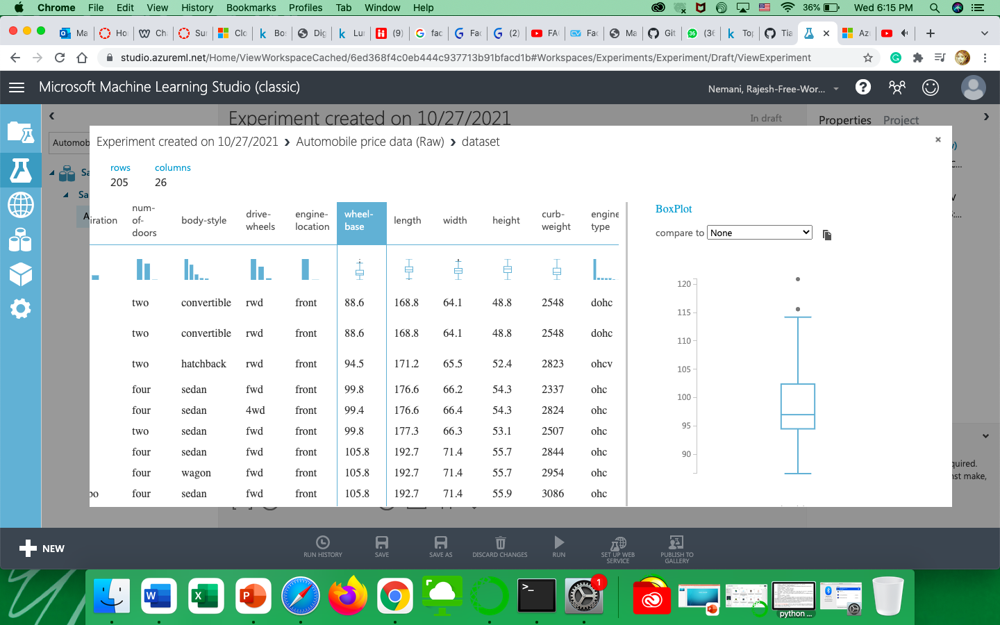 Chrome File Edit View History Bookmarks Profiles Tab Window Help 36% Wed 6:15 PM
Ma Ho Ch Su Clo Bo Dig k Lur (9) fac Fac (2) FA Fac Ma Git (3 k Top Tia Az
studio.azureml.net/Home/ViewWorkspaceCached/6ed368f4c0eb444c937713b91bfacd1b#Workspaces/Experiments/Experiment/Draft/ViewExperiment
Microsoft Machine Learning Studio (classic) Nemani, Rajesh-Free-Wor...
Experiment created on 10/27/2021 In draft Properties Project
Automob
Experiment created on 10/27/2021 › Automobile price data (Raw) › dataset
Sa
Sa
A
rows columns
205 26
iration num-of-doors body-style drive-wheels engine-location wheel-base length width height curb-weight engine type
two convertible rwd front 88.6 168.8 64.1 48.8 2548 dohc
two convertible rwd front 88.6 168.8 64.1 48.8 2548 dohc
two hatchback rwd front 94.5 171.2 65.5 52.4 2823 ohcv
four sedan fwd front 99.8 176.6 66.2 54.3 2337 ohc
four sedan 4wd front 99.4 176.6 66.4 54.3 2824 ohc
two sedan fwd front 99.8 177.3 66.3 53.1 2507 ohc
four sedan fwd front 105.8 192.7 71.4 55.7 2844 ohc
four wagon fwd front 105.8 192.7 71.4 55.7 2954 ohc
bo four sedan fwd front 105.8 192.7 71.4 55.9 3086 ohc
BoxPlot
compare to None
120
115
110
105
100
95
90
quired.
st make,
NEW
RUN HISTORY SAVE SAVE AS DISCARD CHANGES RUN SET UP WEB SERVICE PUBLISH TO GALLERY
W X P >_ 1
python ...